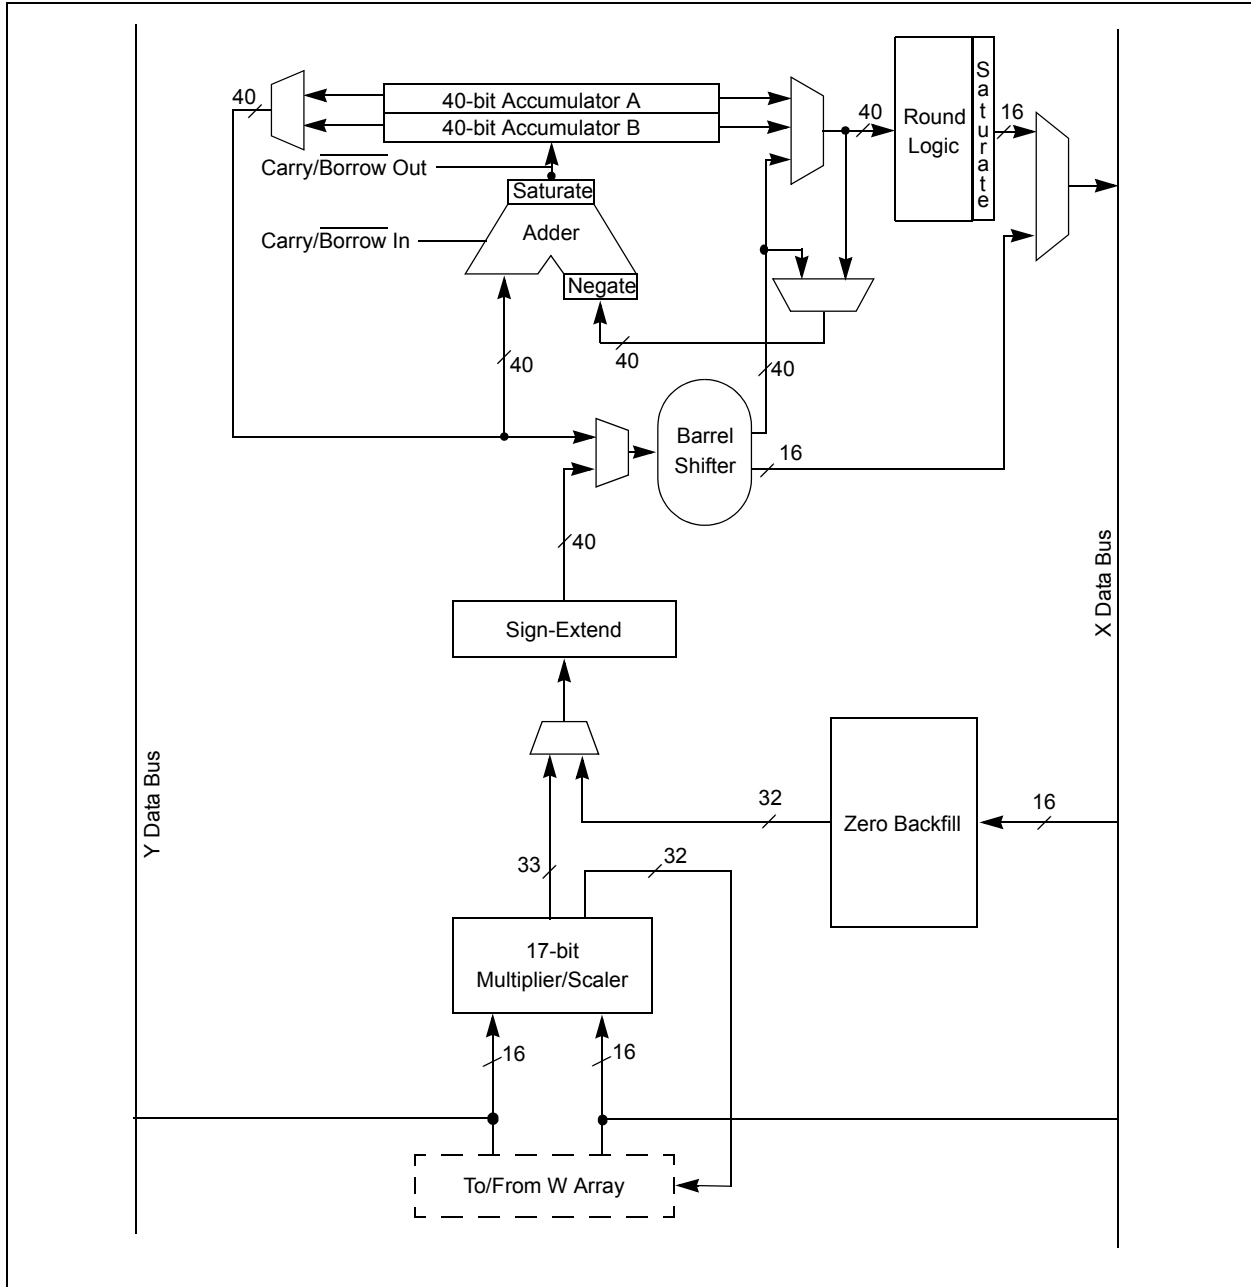 40
40-bit Accumulator A
40-bit Accumulator B
40
Round
Logic
Saturate
16
Carry/Borrow Out
Saturate
Carry/Borrow In
Adder
Negate
40
40
40
Barrel
Shifter
16
40
X Data Bus
Sign-Extend
Y Data Bus
32
Zero Backfill
16
33
32
17-bit
Multiplier/Scaler
16
16
To/From W Array